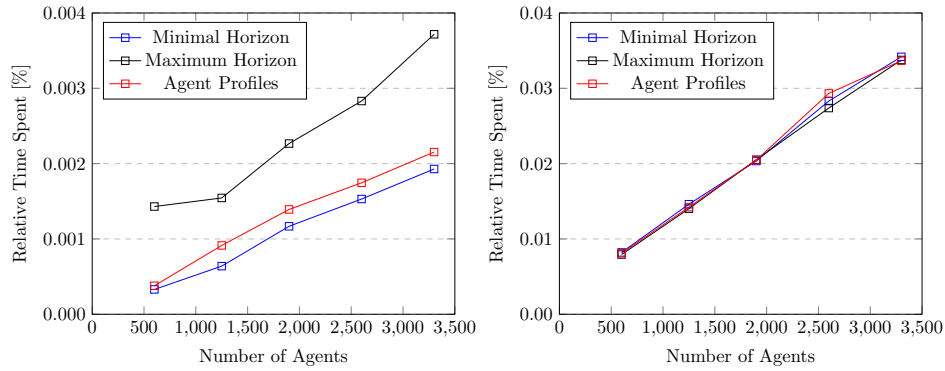 0.004
0.003
0.002
0.001
0.000
Relative Time Spent [%]
Minimal Horizon
Maximum Horizon
Agent Profiles
0 500 1,000 1,500 2,000 2,500 3,000 3,500
Number of Agents
0.04
0.03
0.02
0.01
0.00
Relative Time Spent [%]
Minimal Horizon
Maximum Horizon
Agent Profiles
0 500 1,000 1,500 2,000 2,500 3,000 3,500
Number of Agents